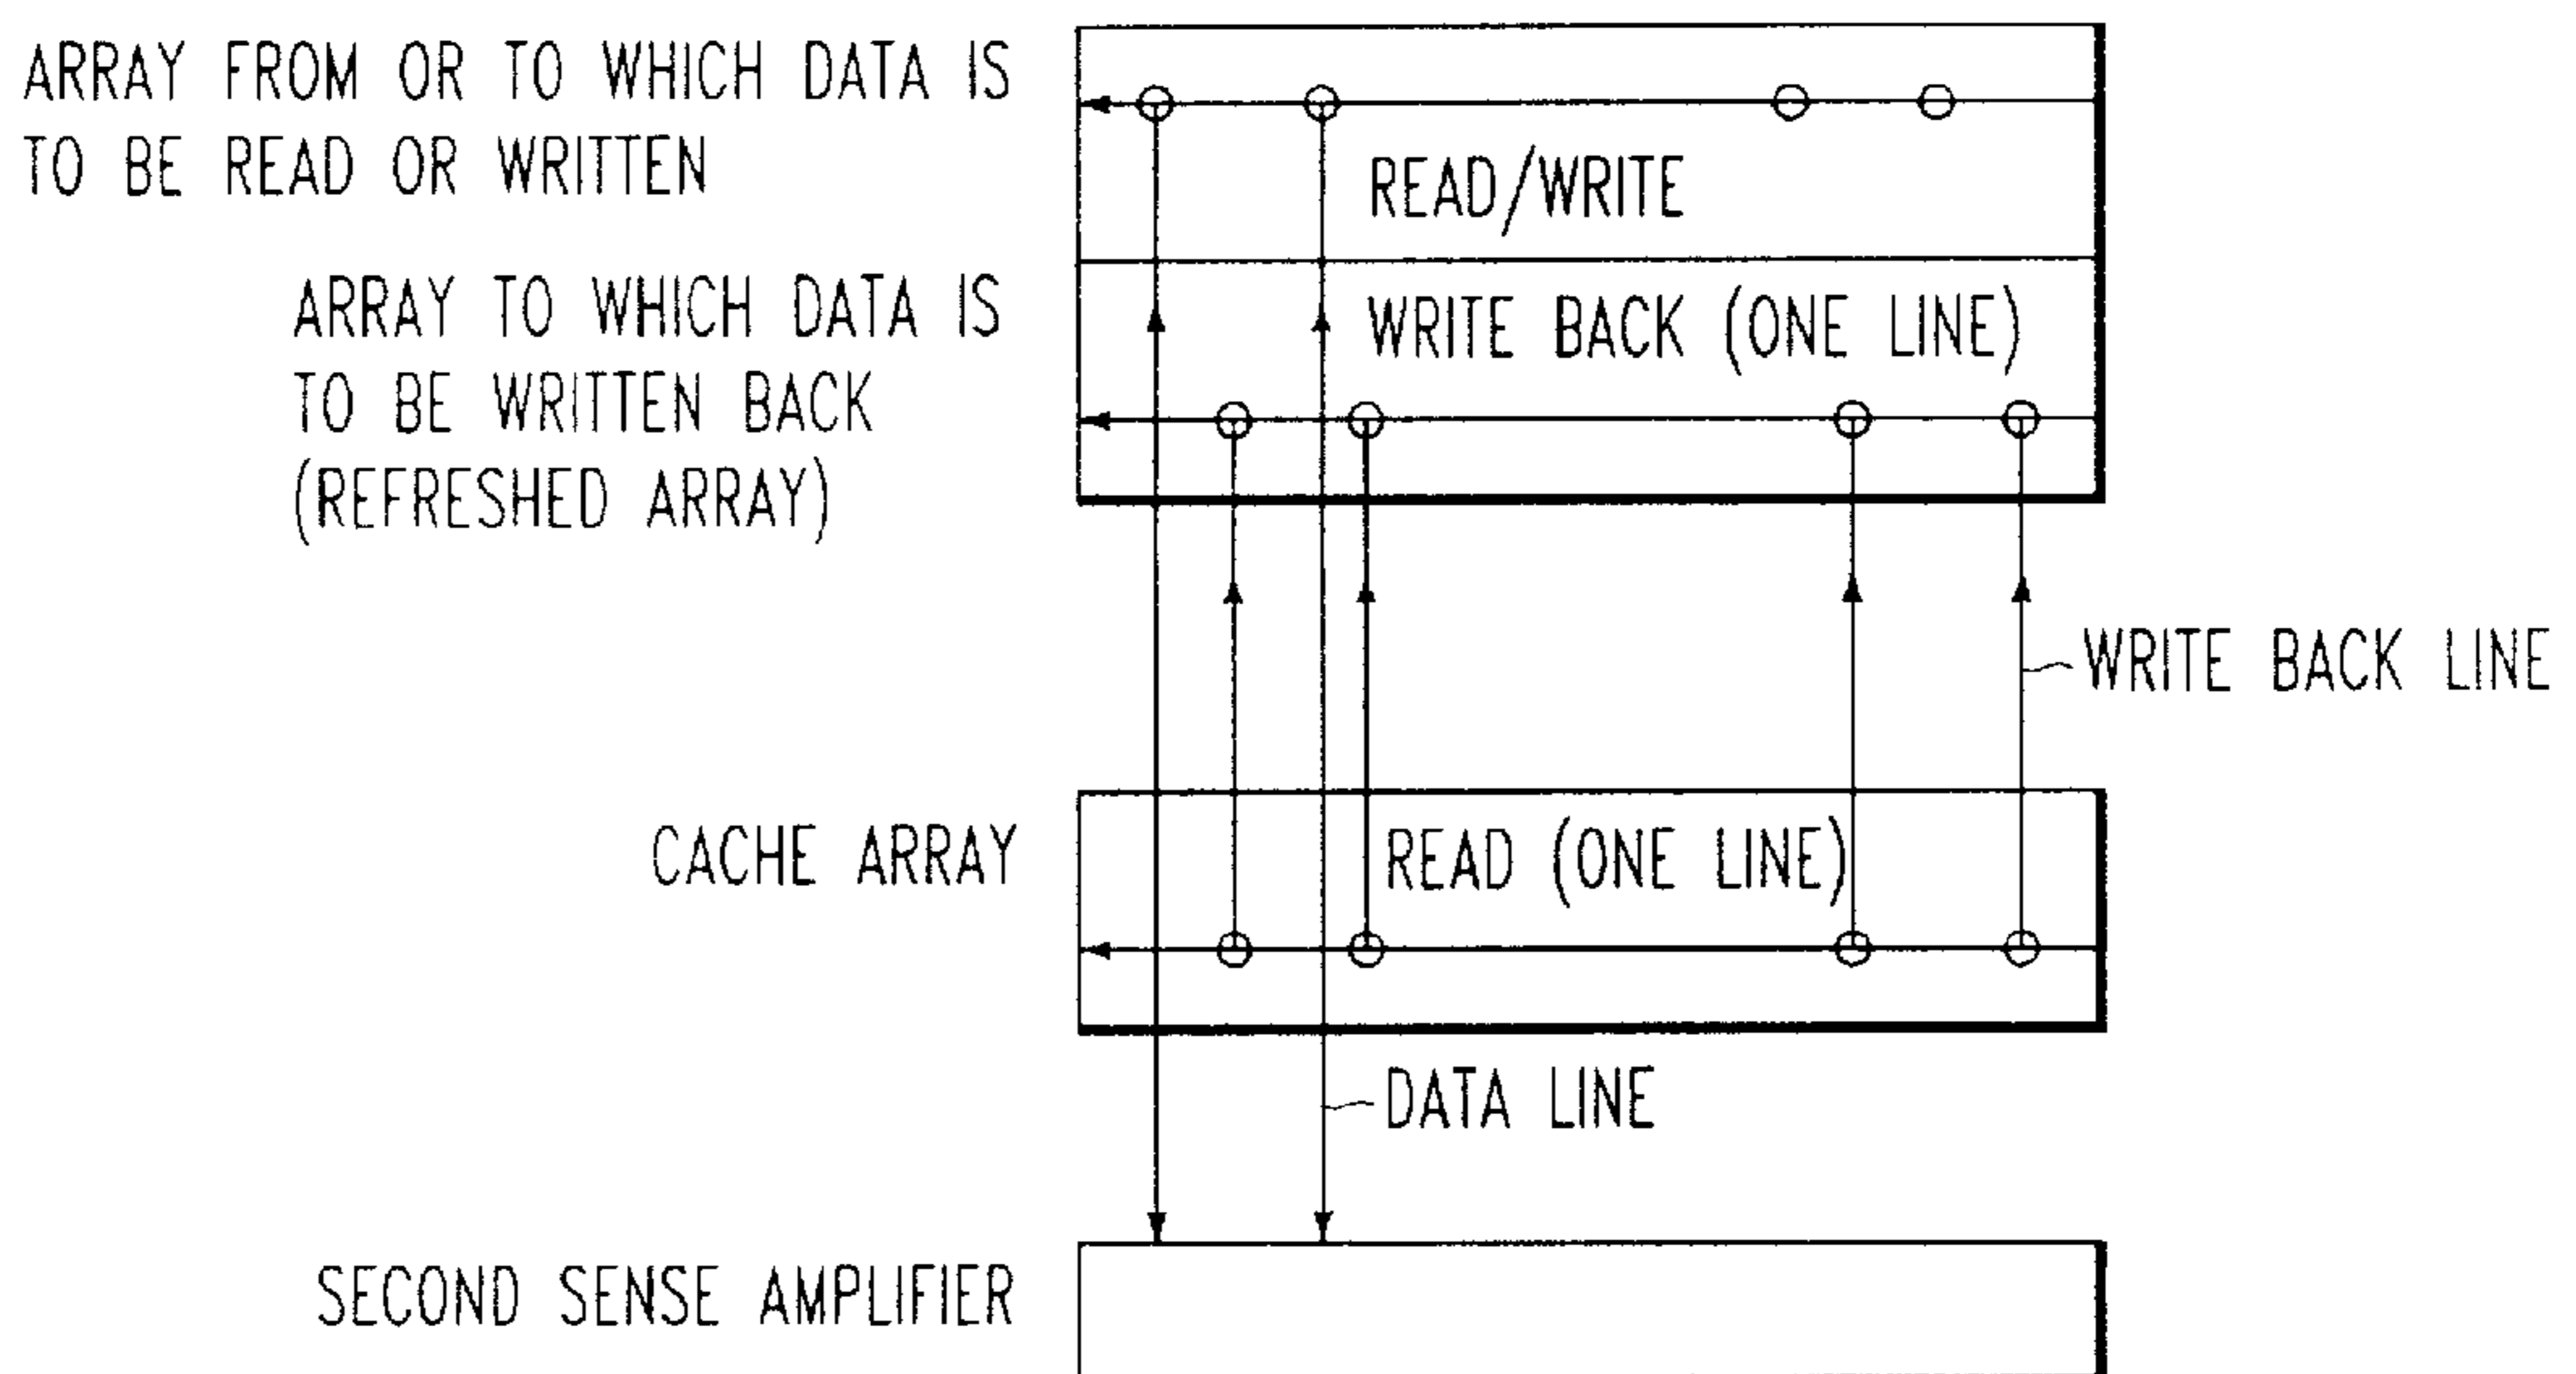 ARRAY FROM OR TO WHICH DATA IS
TO BE READ OR WRITTEN
READ/WRITE
ARRAY TO WHICH DATA IS
TO BE WRITTEN BACK
(REFRESHED ARRAY)
WRITE BACK (ONE LINE)
WRITE BACK LINE
CACHE ARRAY
READ (ONE LINE)
DATA LINE
SECOND SENSE AMPLIFIER